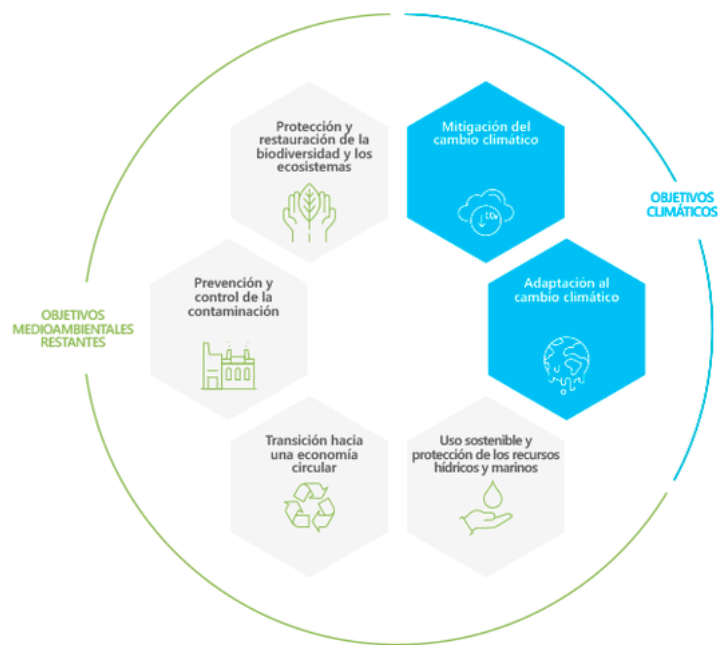 Protección y
restauración de la
biodiversidad y los
ecosistemas
Mitigación del
cambio climático
CO₂
OBJETIVOS
CLIMÁTICOS
Prevención y
control de la
contaminación
Adaptación al
cambio climático
OBJETIVOS
MEDIOAMBIENTALES
RESTANTES
Transición hacia
una economía
circular
Uso sostenible y
protección de los recursos
hídricos y marinos